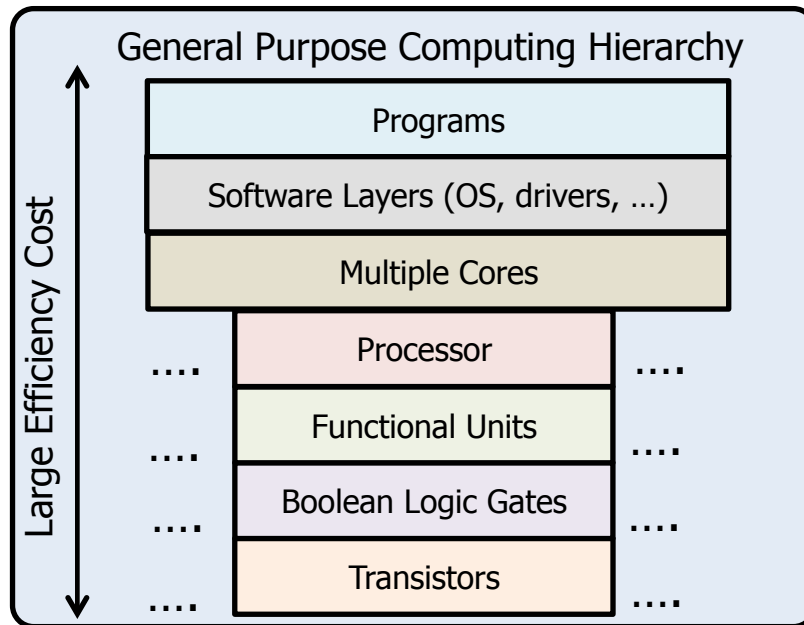 General Purpose Computing Hierarchy
Large Efficiency Cost
Programs
Software Layers (OS, drivers, …)
Multiple Cores
Processor
…. ….
Functional Units
…. ….
Boolean Logic Gates
…. ….
Transistors
…. ….